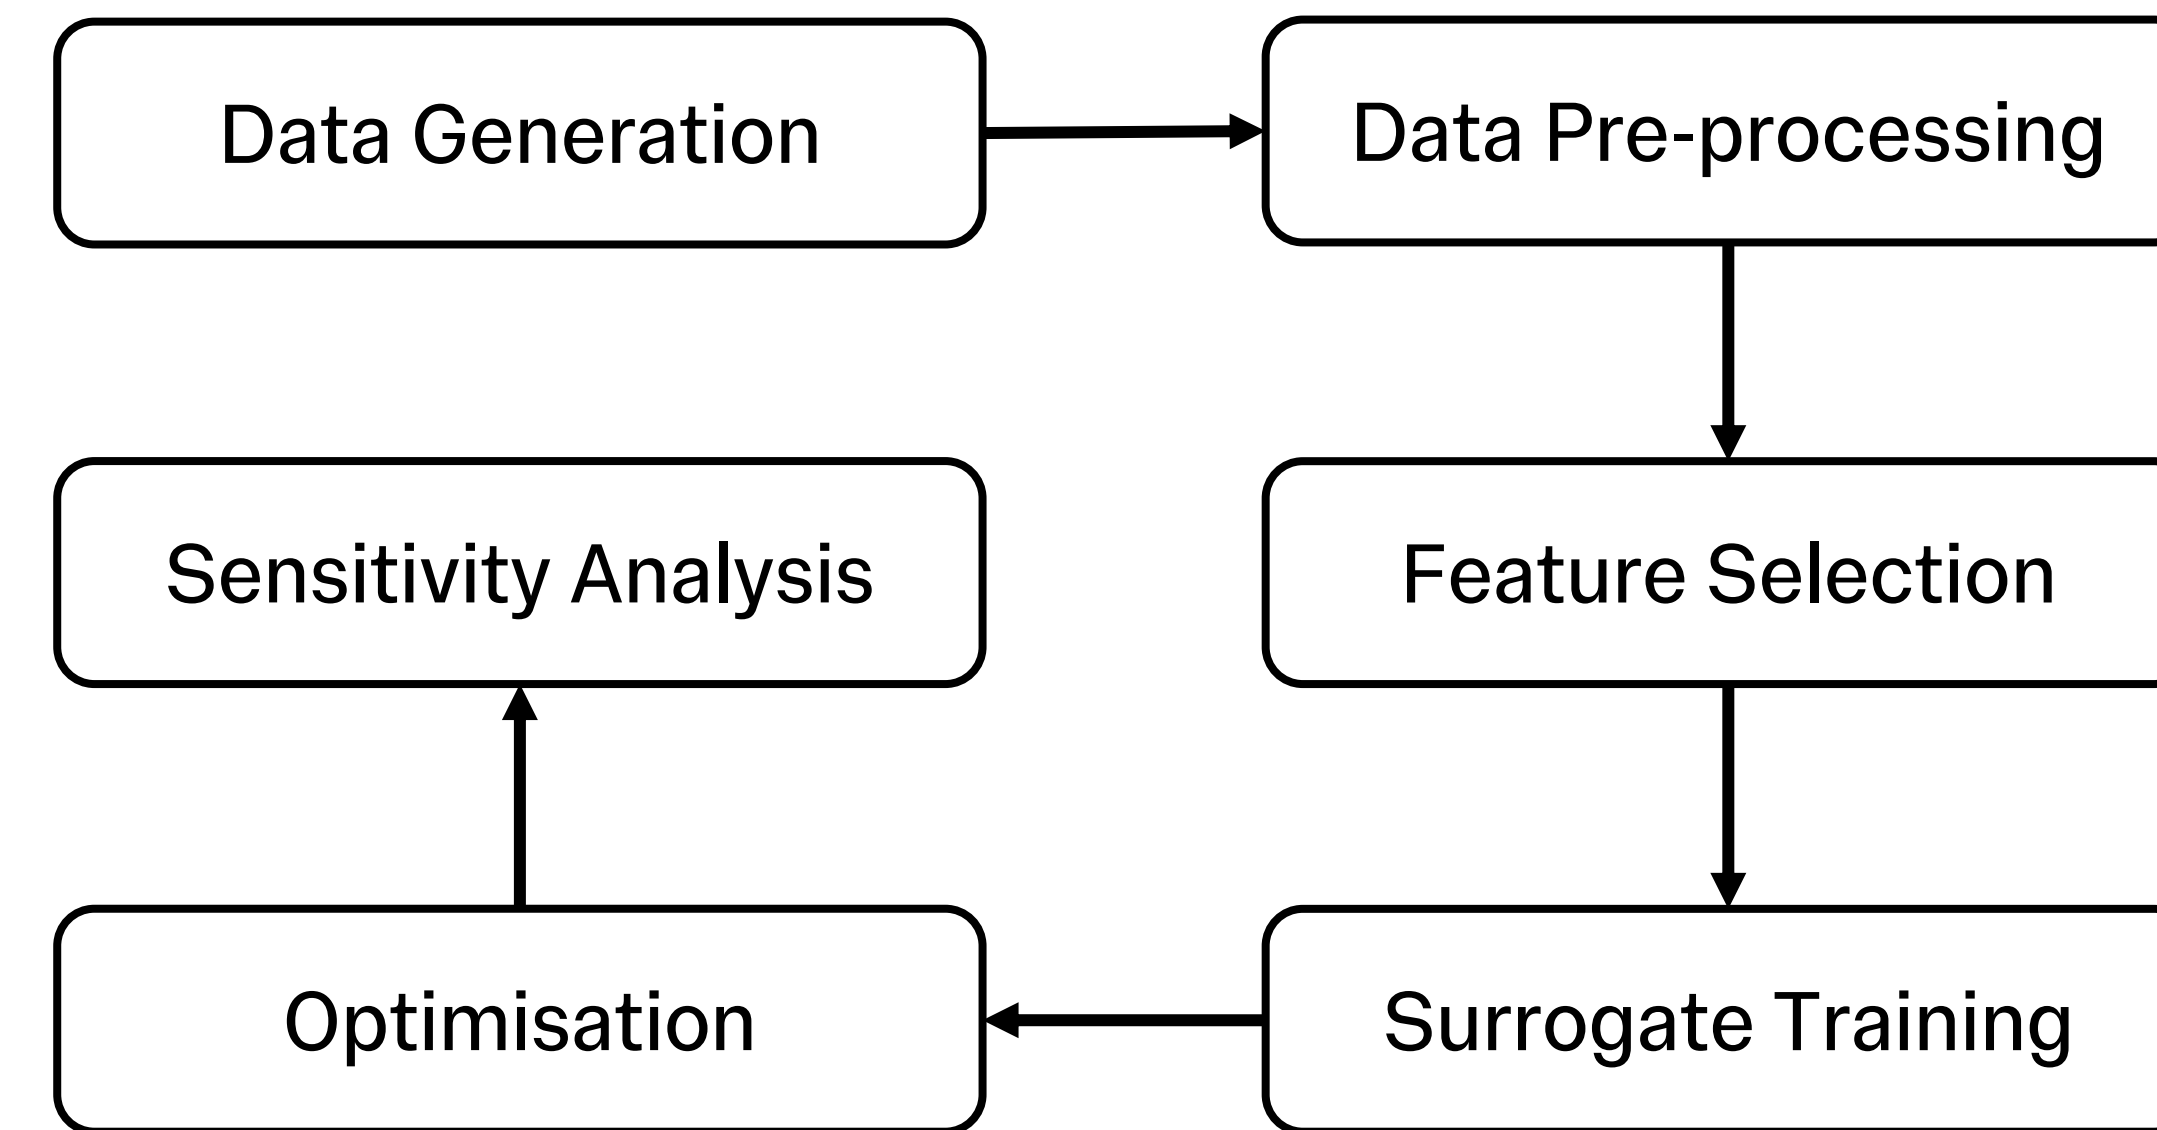 Data Generation
Data Pre-processing
Sensitivity Analysis
Feature Selection
Optimisation
Surrogate Training